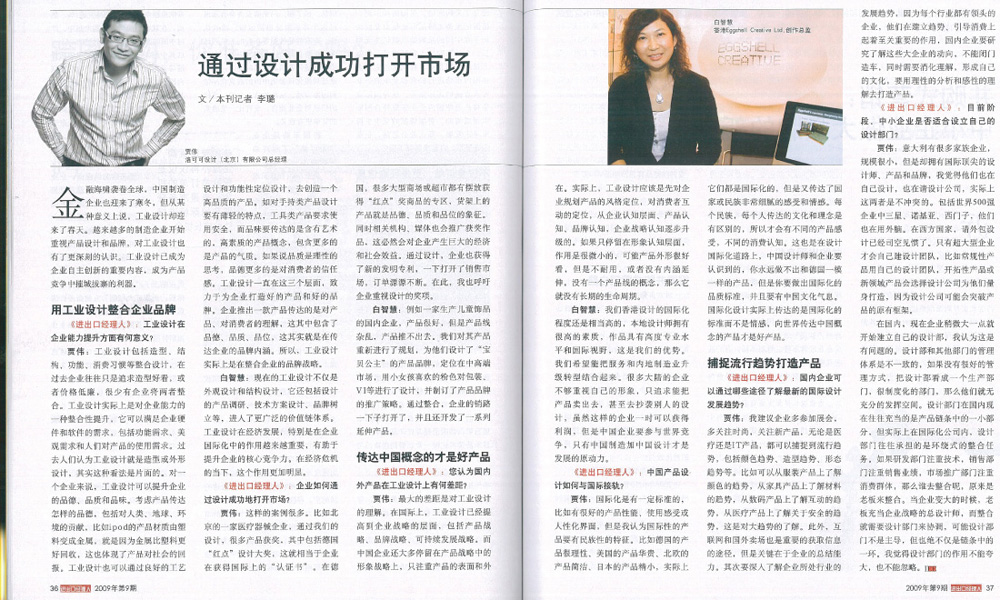 通过设计成功打开市场
文／本刊记者 李璐
贾伟
洛可可设计（北京）有限公司总经理
金融海啸袭卷全球，中国制造
企业也迎来了寒冬，但从某
种意义上说，工业设计却迎
来了春天。越来越多的制造企业开始
重视产品设计和品牌，对工业设计也
有了更深刻的认识。工业设计已成为
企业自主创新的重要内容，成为产品
竞争中摧城拔寨的利器。
用工业设计整合企业品牌
《进出口经理人》：工业设计在
企业能力提升方面有何意义？
贾伟：工业设计包括造型、结
构、功能、消费习惯等整合设计，在
过去企业往往只是追求造型好看，或
者价格低廉，很少有企业将两者整
合。工业设计实际上是对企业能力的
一种整合性提升，它可以满足企业硬
件和软件的需求，包括功能需求、美
观需求和人们对产品的使用需求。过
去人们认为工业设计就是造型或外形
设计，其实这种看法是片面的。对一
个企业来说，工业设计可以提升企业
的品德、品质和品味。考虑产品传达
怎样的品德，包括对人类、地球、环
境的贡献，比如ipod的产品材质由塑
料变成金属，就是因为金属比塑料更
好回收，这也体现了产品对社会的回
报。工业设计也可以通过良好的工艺
设计和功能性定位设计，去创造一个
高品质的产品。如对手持类产品设计
要有薄轻的特点，工具类产品要求使
用安全，而品味要传达的是含有艺术
的、高素质的产品概念，包含更多的
是产品的气质。如果说品质是理性的
思考，品德更多的是对消费者的信任
感。工业设计一直在这三个层面，致
力于为企业打造好的产品和好的品
牌。企业推出一款产品传达的是对产
品、对消费者的理解，这其中包含了
品德、品质、品位，这其实就是在传
达企业的品牌内涵。所以，工业设计
实际上是在整合企业的品牌战略。
白智慧：现在的工业设计不仅是
外观设计和结构设计，它还包括设计
的产品调研、技术方案设计、品牌树
立等，进入了更广泛的价值链体系。
工业设计在经济发展，特别是在企业
国际化中的作用越来越重要，有助于
提升企业的核心竞争力。在经济危机
的当下，这个作用更加明显。
《进出口经理人》：企业如何通
过设计成功地打开市场？
贾伟：这样的案例很多。比如北
京的一家医疗器械企业，通过我们的
设计，很多产品获奖，其中包括德国
“红点”设计大奖，这就相当于企业
在获得国际上的“认证书”。在德
国，很多大型商场或超市都有摆放获
得“红点”奖商品的专区，货架上的
产品就是品德、品质和品位的象征。
同时相关机构、媒体也会推广获奖作
品，这必然会对企业产生巨大的经济
和社会效益。通过设计，企业也获得
了新的发明专利，一下打开了销售市
场，订单源源不断。在此，我也呼吁
企业重视设计的奖项。
白智慧：例如一家生产儿童饰品
的国内企业，产品很好，但是产品线
杂乱，产品推不出去。我们对其产品
重新进行了规划，为他们设计了“宝
贝公主”的产品品牌，定位在中高端
市场，用小女孩喜欢的粉色对包装、
VI等进行了设计，并制订了产品品牌
的推广策略。通过整合，企业的销路
一下子打开了，并且还开发了一系列
延伸产品。
传达中国概念的才是好产品
《进出口经理人》：您认为国内
外产品在工业设计上有何差距？
贾伟：最大的差距是对工业设计
的理解，在国际上，工业设计已经提
高到企业战略的层面，包括产品战
略、品牌战略、可持续发展战略。而
中国企业还大多停留在产品战略中的
形象战略上，只注重产品的表面和外
36 进出口经理人 2009年第9期
白智慧
香港Eggshell Creative Ltd.创作总监
EGGSHELL
CREATIVE
在。实际上，工业设计应该是先对企
业规划产品的风格定位，对消费者互
动的定位，从企业认知层面、产品认
知、品牌认知，企业战略认知逐步升
级的。如果只停留在形象认知层面，
作用是很微小的，可能产品外形很好
看，但是不耐用，或者没有内涵延
伸，没有一个产品线的概念，那么它
就没有长期的生命周期。
白智慧：我们香港设计的国际化
程度还是相当高的，本地设计师拥有
很高的素质，作品具有高度专业水
平和国际视野，这是我们的优势。
我们希望能把服务和内地制造业升
级转型结合起来。很多大陆的企业
不够重视自己的形象，只追求能把
产品卖出去，甚至去抄袭别人的设
计，虽然这样的企业一时可以获得
利润，但是中国企业要参与世界竞
争，只有中国制造加中国设计才是
发展的原动力。
《进出口经理人》：中国产品设
计如何与国际接轨？
贾伟：国际化是有一定标准的，
比如有很好的产品性能、使用感受或
人性化界面，但是我认为国际性的产
品要有民族性的特征。比如德国的产
品很理性、美国的产品华贵、北欧的
产品简洁、日本的产品精小，实际上
它们都是国际化的，但是又传达了国
家或民族非常细腻的感受和情感。每
个民族，每个人传达的文化和理念是
有区别的，所以才会有不同的产品感
受，不同的消费认知。这也是在设计
国际化道路上，中国设计师和企业要
认识到的，你永远做不出和德国一模
一样的产品，但是你要做出国际化的
品质标准，并且要有中国文化气息。
国际化设计实际上传达的是国际化的
标准而不是情感，向世界传达中国概
念的产品才是好产品。
捕捉流行趋势打造产品
《进出口经理人》：国内企业可
以通过哪些途径了解最新的国际设计
发展趋势？
贾伟：我建议企业多参加展会，
多关注时尚，关注新产品，无论是医
疗还是IT产品，都可以捕捉到流行趋
势，包括颜色趋势、造型趋势、形态
趋势等。比如可以从服装产品上了解
颜色的趋势，从家具产品上了解材料
的趋势，从数码产品上了解互动的趋
势，从医疗产品上了解关于安全的趋
势，这是对大趋势的了解。此外，互
联网和国外卖场也是重要的获取信息
的途径，但是关键在于企业的总结能
力。其次要深入了解企业所处行业的
发展趋势，因为每个行业都有领头的
企业，他们在建立趋势、引导消费上
起着至关重要的作用，国内企业要研
究了解这些大企业的动向，不能闭门
造车，同时需要消化理解，形成自己
的文化，要用理性的分析和感性的理
解去打造产品。
《进出口经理人》：目前阶
段，中小企业是否适合设立自己的
设计部门？
贾伟：意大利有很多家族企业，
规模很小，但是却拥有国际顶尖的设
计师、产品和品牌，我觉得他们也在
自己设计，也在请设计公司，实际上
这两者是不冲突的。包括世界500强
企业中三星、诺基亚、西门子，他们
也在用外脑。在西方国家，请外包设
计已经司空见惯了。只有超大型企业
才会自己建设计团队，比如常规性产
品用自己的设计团队，开拓性产品或
新领域产品会选择设计公司为他们量
身打造，因为设计公司可能会突破产
品的原有框架。
在国内，现在企业稍微大一点就
开始建立自己的设计部，我认为这是
有问题的，设计部和其他部门的管理
体系是不一致的，如果没有很好的管
理方式，把设计部看成一个生产部
门，很制度化的部门，那么他们就无
充分的发挥空间。设计部门在国内现
在往往充当的是产品链条中的一小部
分，但实际上在国际化公司内，设计
部门往往承担的是环绕式的整合任
务。如果研发部门注重技术，销售部
门注重销售业绩，市场推广部门注重
消费群体，那么谁去整合呢，原来是
老板来整合。当企业变大的时候，老
板充当企业战略的总设计师，而整合
就需要设计部门来协调，可能设计部
门不是主导，但也绝不仅是链条中的
一环。我觉得设计部门的作用不能夸
大，也不能忽略。
2009年第9期 进出口经理人 37